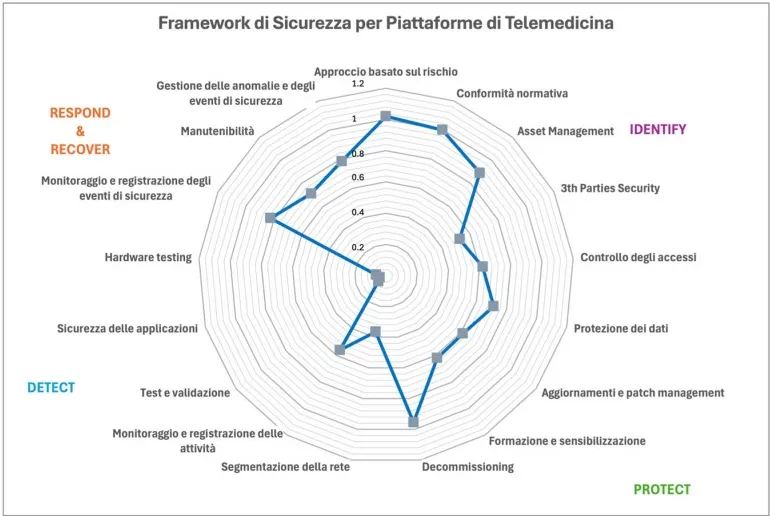 Framework di Sicurezza per Piattaforme di Telemedicina
Approccio basato sul rischio
Conformità normativa
Asset Management
IDENTIFY
3th Parties Security
Controllo degli accessi
Protezione dei dati
Aggiornamenti e patch management
Formazione e sensibilizzazione
PROTECT
Decommissioning
Segmentazione della rete
Monitoraggio e registrazione delle
attività
Test e validazione
DETECT
Sicurezza delle applicazioni
Hardware testing
Monitoraggio e registrazione degli
eventi di sicurezza
Manutenibilità
RESPOND
&
RECOVER
Gestione delle anomalie e degli
eventi di sicurezza
1.2
1
0.8
0.6
0.4
0.2